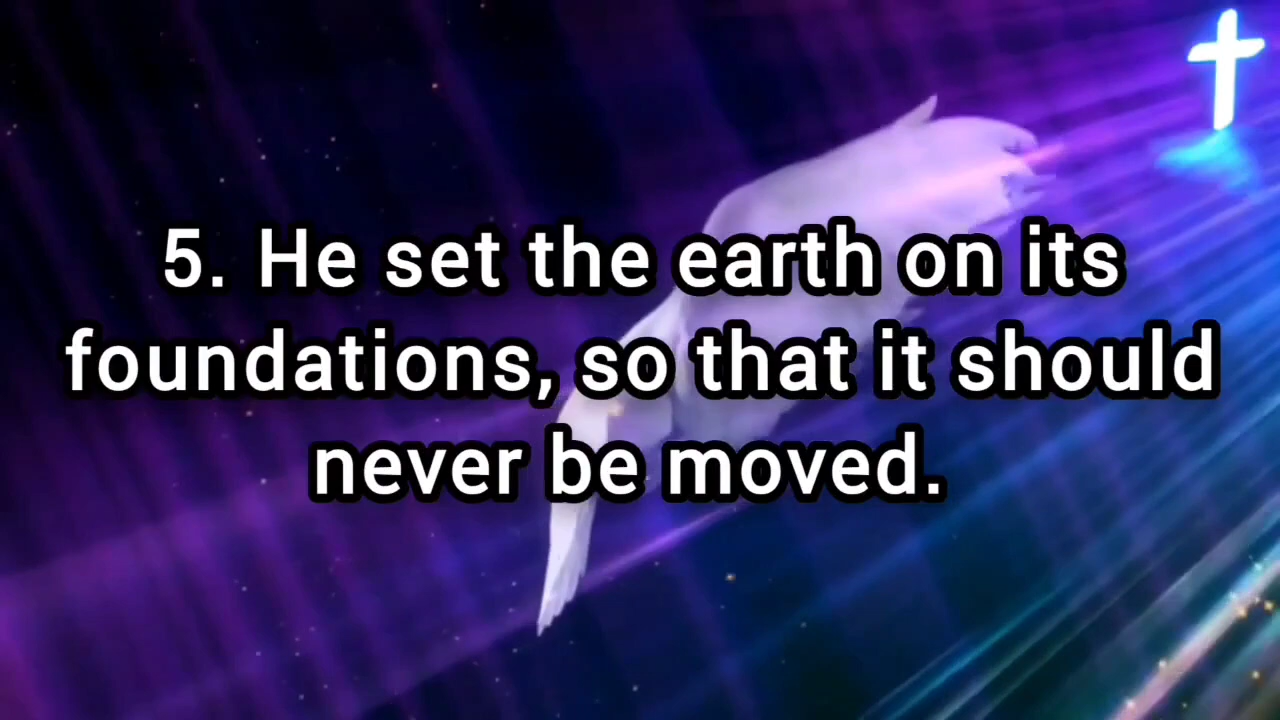 5. He set the earth on its
foundations, so that it should
never be moved.